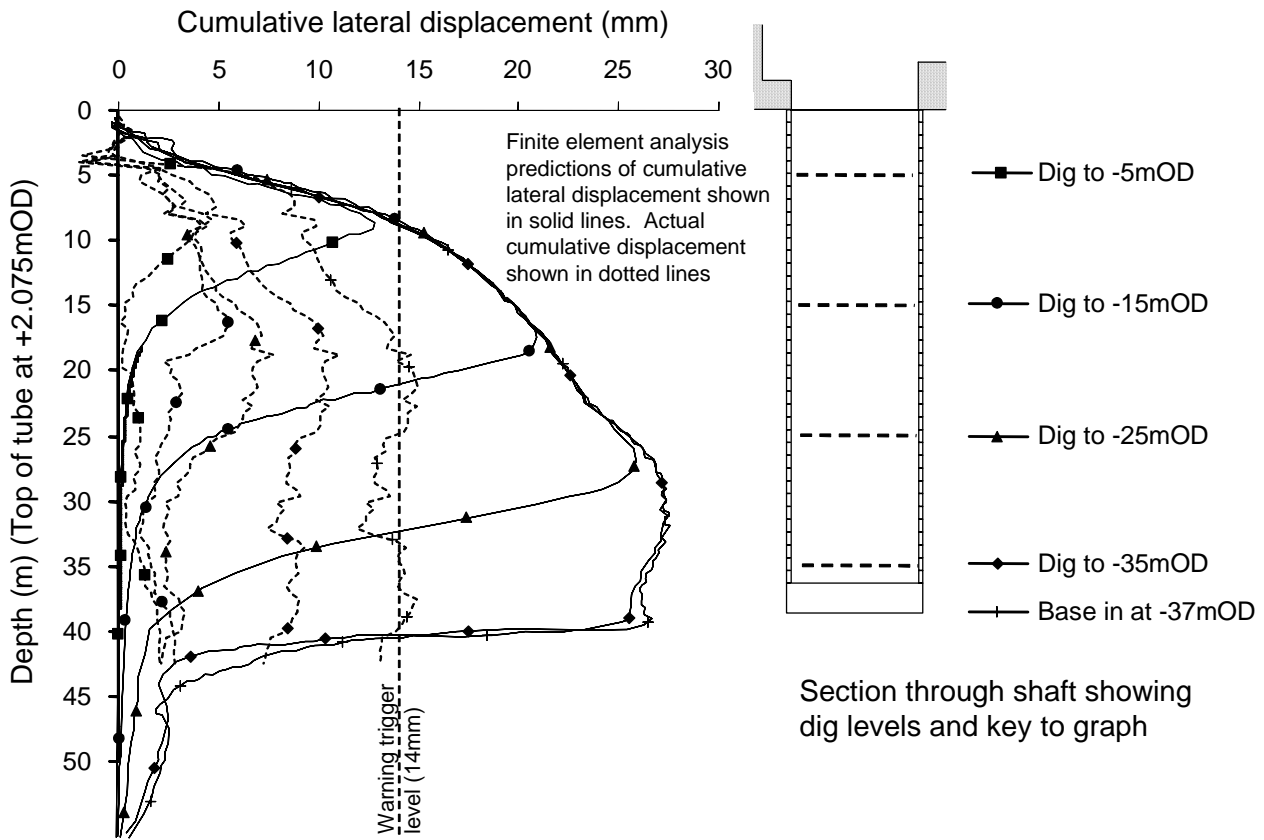 Cumulative lateral displacement (mm)
0 5 10 15 20 25 30
0
5
10
15
20
25
30
35
40
45
50
Depth (m) (Top of tube at +2.075mOD)
Finite element analysis
predictions of cumulative
lateral displacement shown
in solid lines. Actual
cumulative displacement
shown in dotted lines
Warning trigger
level (14mm)
Dig to -5mOD
Dig to -15mOD
Dig to -25mOD
Dig to -35mOD
Base in at -37mOD
Section through shaft showing
dig levels and key to graph